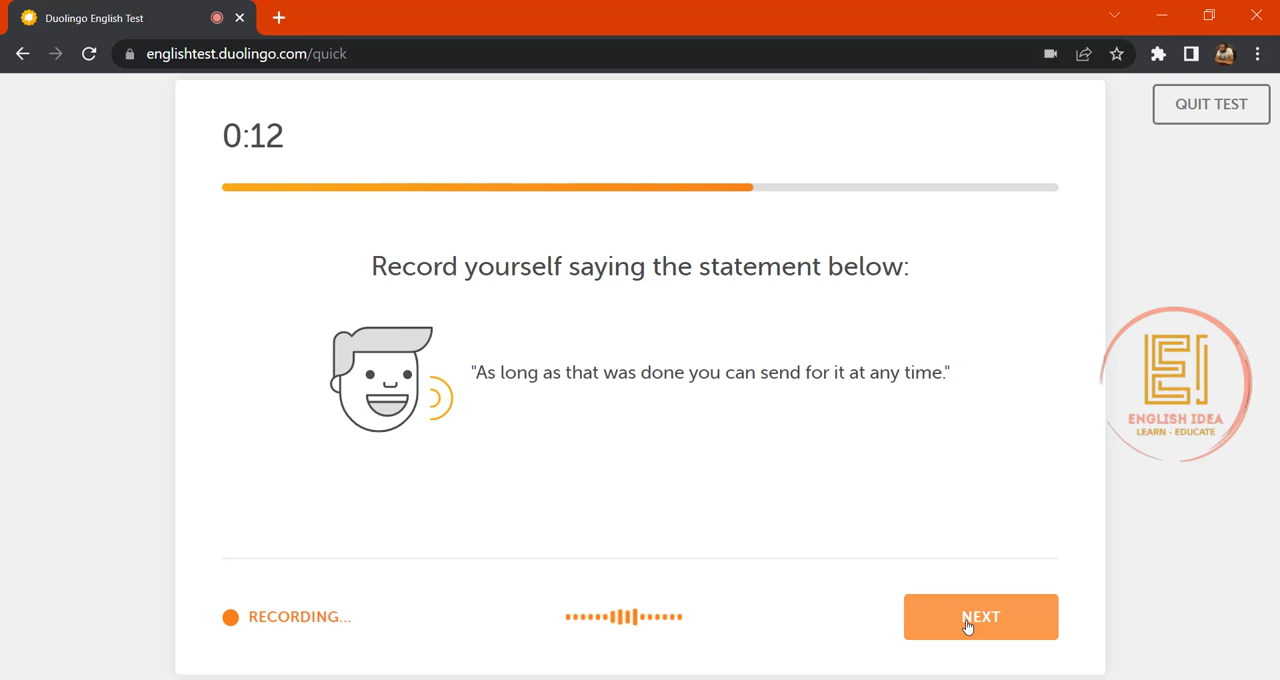 Duolingo English Test
englishtest.duolingo.com/quick
QUIT TEST
0:12
Record yourself saying the statement below:
"As long as that was done you can send for it at any time."
ENGLISH IDEA
LEARN - EDUCATE
RECORDING...
NEXT